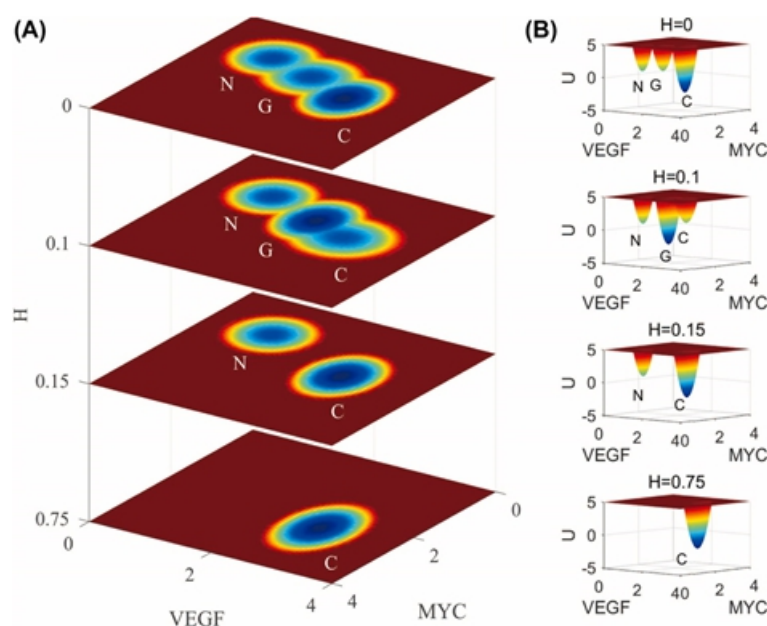 (A)
N
G
C
0
N
G
C
0.1
H
N
C
0.15
C
0.75
0
2
4
4
2
0
VEGF
MYC
(B)
H=0
5
0
-5
U
N
G
C
0
2
40
2
4
VEGF
MYC
H=0.1
5
0
-5
U
N
G
C
0
2
40
2
4
VEGF
MYC
H=0.15
5
0
-5
U
N
C
0
2
40
2
4
VEGF
MYC
H=0.75
5
0
-5
U
C
0
2
40
2
4
VEGF
MYC